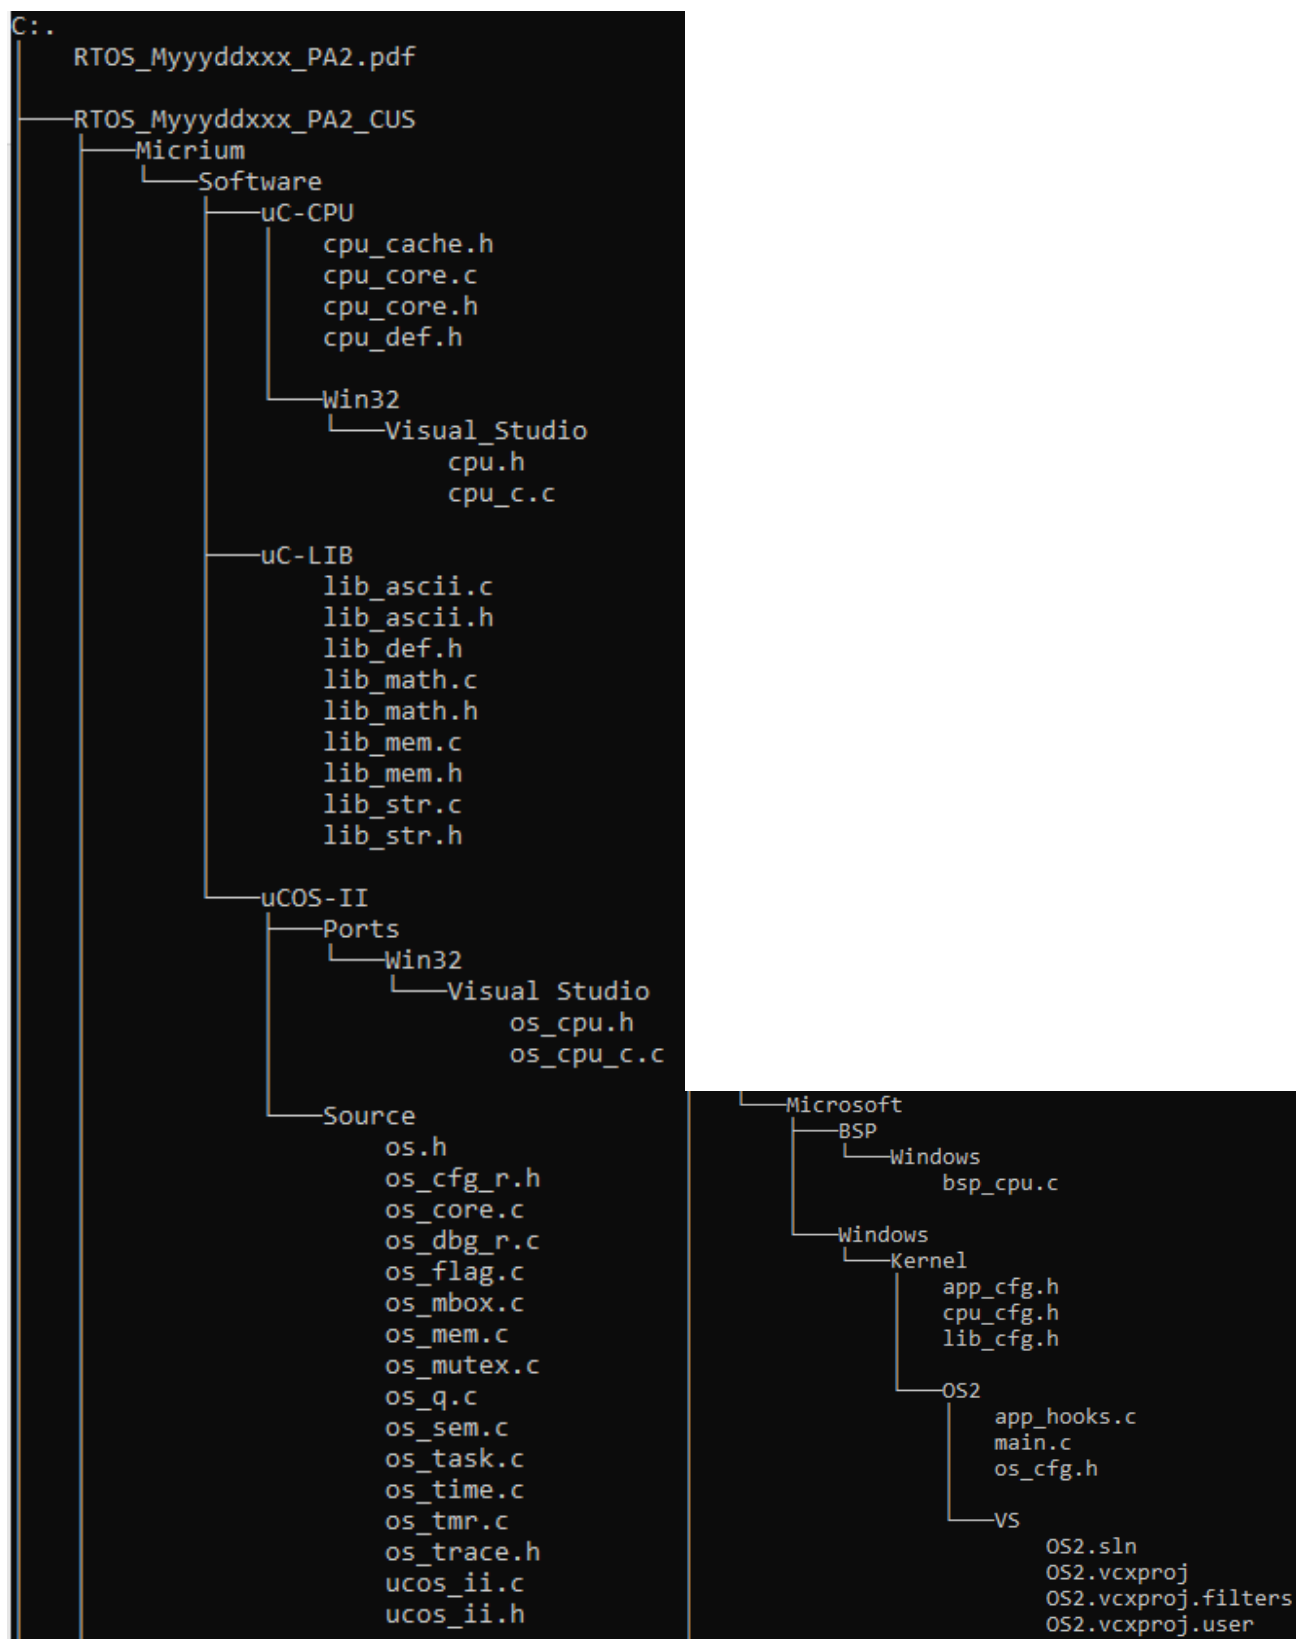 C:.
RTOS_Myyyddxxx_PA2.pdf
RTOS_Myyyddxxx_PA2_CUS
Micrium
Software
uC-CPU
cpu_cache.h
cpu_core.c
cpu_core.h
cpu_def.h
Win32
Visual_Studio
cpu.h
cpu_c.c
uC-LIB
lib_ascii.c
lib_ascii.h
lib_def.h
lib_math.c
lib_math.h
lib_mem.c
lib_mem.h
lib_str.c
lib_str.h
uCOS-II
Ports
Win32
Visual Studio
os_cpu.h
os_cpu_c.c
Source
os.h
os_cfg_r.h
os_core.c
os_dbg_r.c
os_flag.c
os_mbox.c
os_mem.c
os_mutex.c
os_q.c
os_sem.c
os_task.c
os_time.c
os_tmr.c
os_trace.h
ucos_ii.c
ucos_ii.h
Microsoft
BSP
Windows
bsp_cpu.c
Windows
Kernel
app_cfg.h
cpu_cfg.h
lib_cfg.h
OS2
app_hooks.c
main.c
os_cfg.h
VS
OS2.sln
OS2.vcxproj
OS2.vcxproj.filters
OS2.vcxproj.user